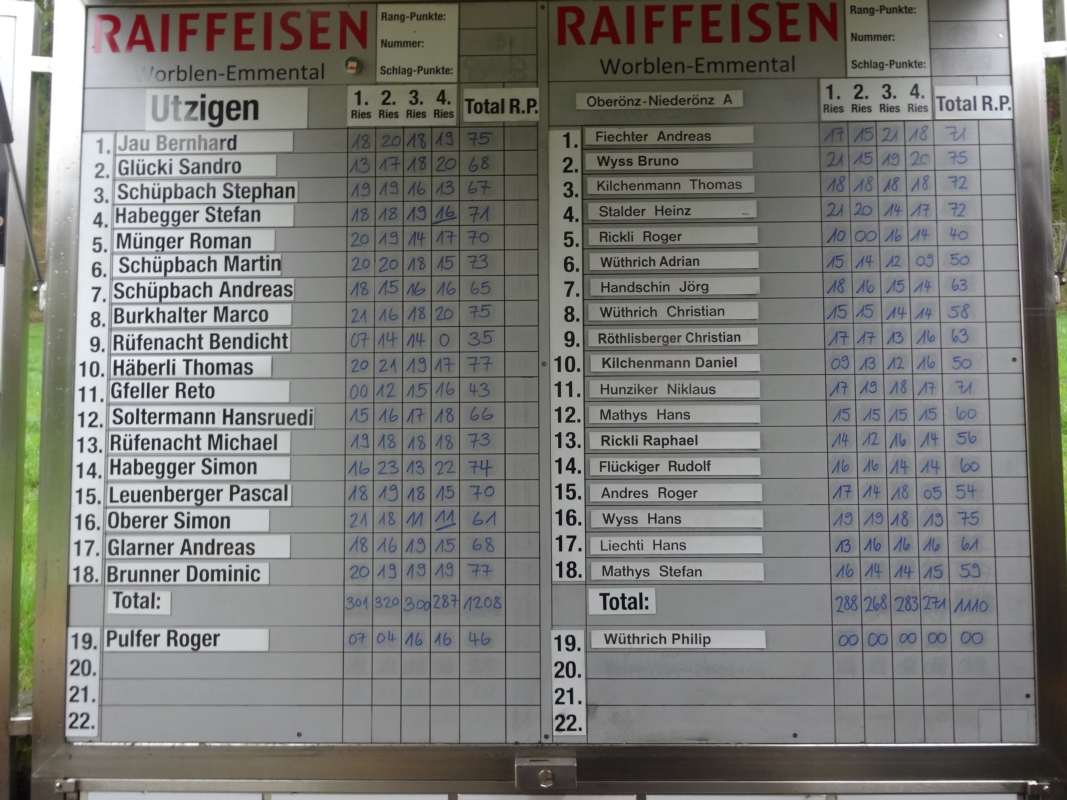 RAIFFEISEN
Worblen-Emmental
Rang-Punkte:
Nummer:
Schlag-Punkte:
Utzigen
1. Ries 2. Ries 3. Ries 4. Ries Total R.P.
1. Jau Bernhard 18 20 18 19 75
2. Glücki Sandro 13 17 18 20 68
3. Schüpbach Stephan 19 19 16 13 67
4. Habegger Stefan 18 18 19 16 71
5. Münger Roman 20 19 14 17 70
6. Schüpbach Martin 20 20 18 15 73
7. Schüpbach Andreas 18 15 16 16 65
8. Burkhalter Marco 21 16 18 20 75
9. Rüfenacht Bendicht 07 14 14 0 35
10. Häberli Thomas 20 21 19 17 77
11. Gfeller Reto 00 12 15 16 43
12. Soltermann Hansruedi 15 16 17 18 66
13. Rüfenacht Michael 19 18 18 18 73
14. Habegger Simon 16 23 13 22 74
15. Leuenberger Pascal 18 19 18 15 70
16. Oberer Simon 21 18 11 11 61
17. Glarner Andreas 18 16 19 15 68
18. Brunner Dominic 20 19 19 19 77
Total: 301 320 300 287 1208
19. Pulfer Roger 07 04 16 16 46
20.
21.
22.
RAIFFEISEN
Worblen-Emmental
Rang-Punkte:
Nummer:
Schlag-Punkte:
Oberönz-Niederönz A
1. Ries 2. Ries 3. Ries 4. Ries Total R.P.
1. Fiechter Andreas 17 15 21 18 71
2. Wyss Bruno 21 15 19 20 75
3. Kilchenmann Thomas 18 18 18 18 72
4. Stalder Heinz 21 20 14 17 72
5. Rickli Roger 10 00 16 14 40
6. Wüthrich Adrian 15 14 12 09 50
7. Handschin Jörg 18 16 15 14 63
8. Wüthrich Christian 15 15 14 14 58
9. Röthlisberger Christian 17 17 13 16 63
10. Kilchenmann Daniel 09 13 12 16 50
11. Hunziker Niklaus 17 19 18 17 71
12. Mathys Hans 15 15 15 15 60
13. Rickli Raphael 14 12 16 14 56
14. Flückiger Rudolf 16 16 14 14 60
15. Andres Roger 17 14 18 05 54
16. Wyss Hans 19 19 18 19 75
17. Liechti Hans 13 16 16 16 61
18. Mathys Stefan 16 14 14 15 59
Total: 288 268 283 271 1110
19. Wüthrich Philip 00 00 00 00 00
20.
21.
22.